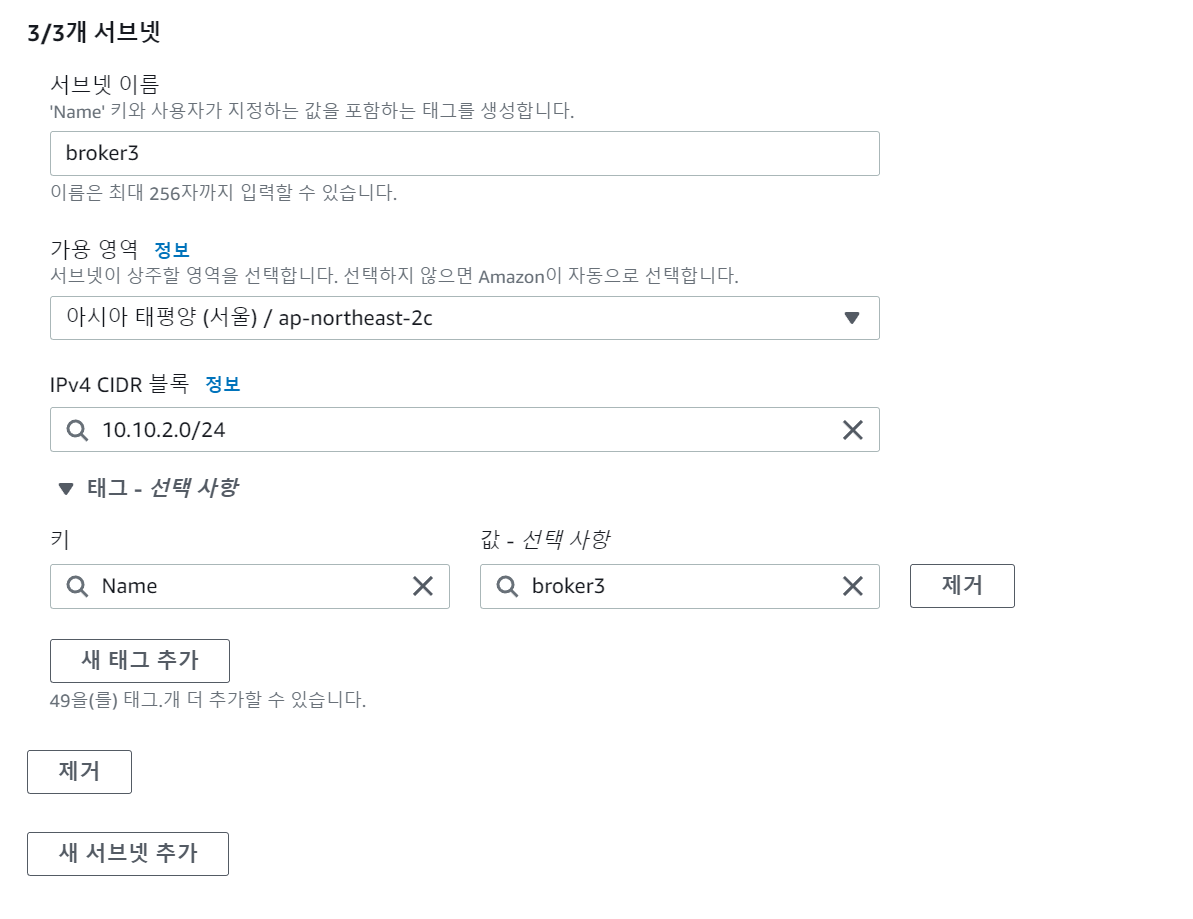 3/3개 서브넷
서브넷 이름
'Name' 키와 사용자가 지정하는 값을 포함하는 태그를 생성합니다.
broker3
이름은 최대 256자까지 입력할 수 있습니다.
가용 영역 정보
서브넷이 상주할 영역을 선택합니다. 선택하지 않으면 Amazon이 자동으로 선택합니다.
아시아 태평양 (서울) / ap-northeast-2c
IPv4 CIDR 블록 정보
10.10.2.0/24
태그 - 선택 사항
키 값 - 선택 사항
Name broker3 제거
새 태그 추가
49을(를) 태그.개 더 추가할 수 있습니다.
제거
새 서브넷 추가